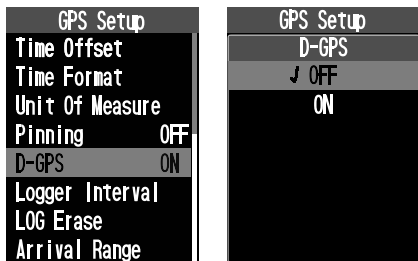 GPS Setup
Time Offset
Time Format
Unit Of Measure
Pinning OFF
D-GPS ON
Logger Interval
LOG Erase
Arrival Range
GPS Setup
D-GPS
✓ OFF
ON